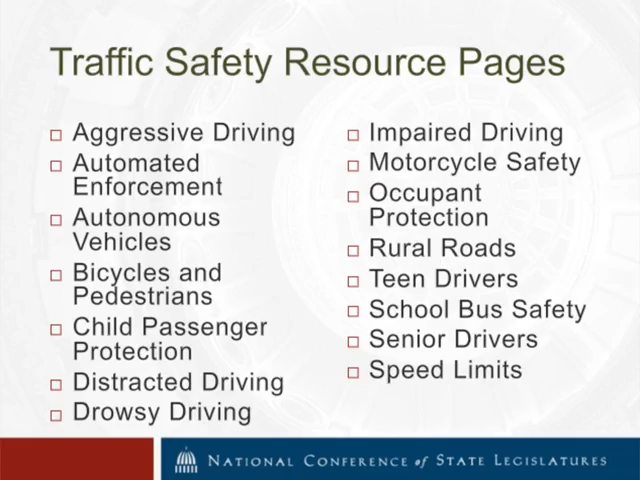 Traffic Safety Resource Pages
Aggressive Driving
Automated
Enforcement
Autonomous
Vehicles
Bicycles and
Pedestrians
Child Passenger
Protection
Distracted Driving
Drowsy Driving
Impaired Driving
Motorcycle Safety
Occupant
Protection
Rural Roads
Teen Drivers
School Bus Safety
Senior Drivers
Speed Limits
NATIONAL CONFERENCE of STATE LEGISLATURES